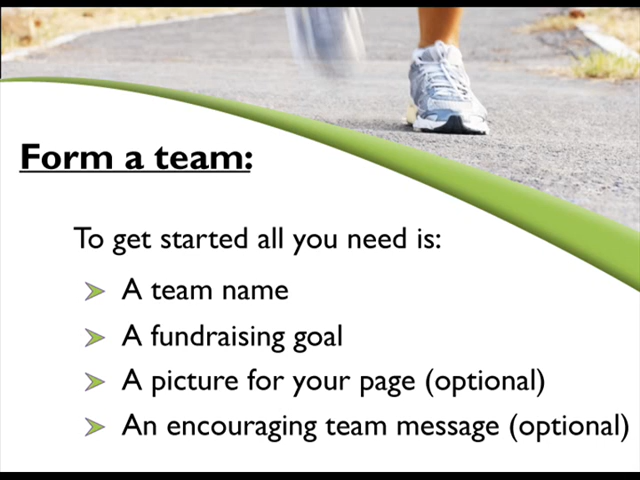 Form a team:
To get started all you need is:
A team name
A fundraising goal
A picture for your page (optional)
An encouraging team message (optional)